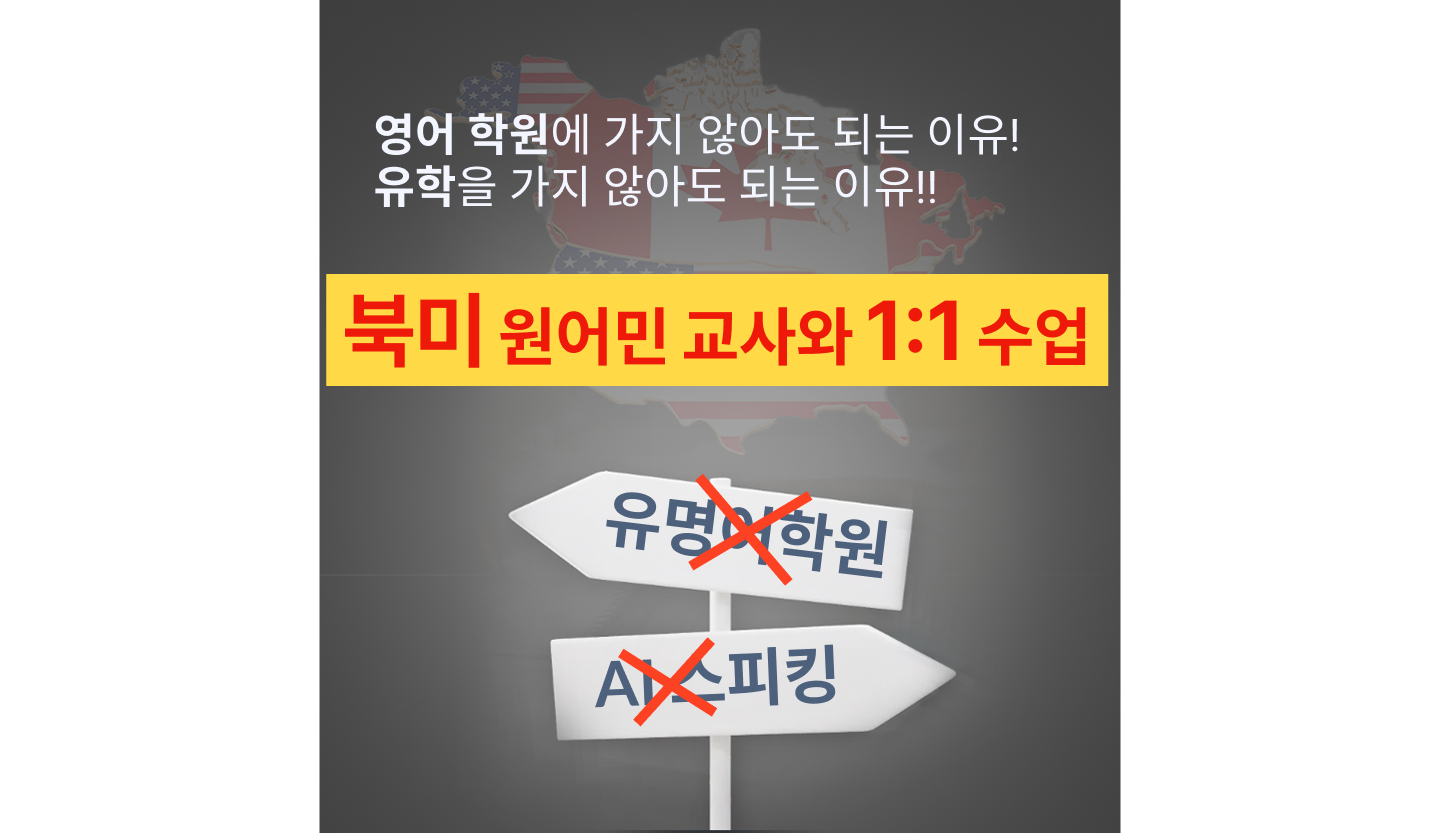 영어 학원에 가지 않아도 되는 이유!
유학을 가지 않아도 되는 이유!!
북미 원어민 교사와 1:1 수업
유명어학원
AI 스피킹